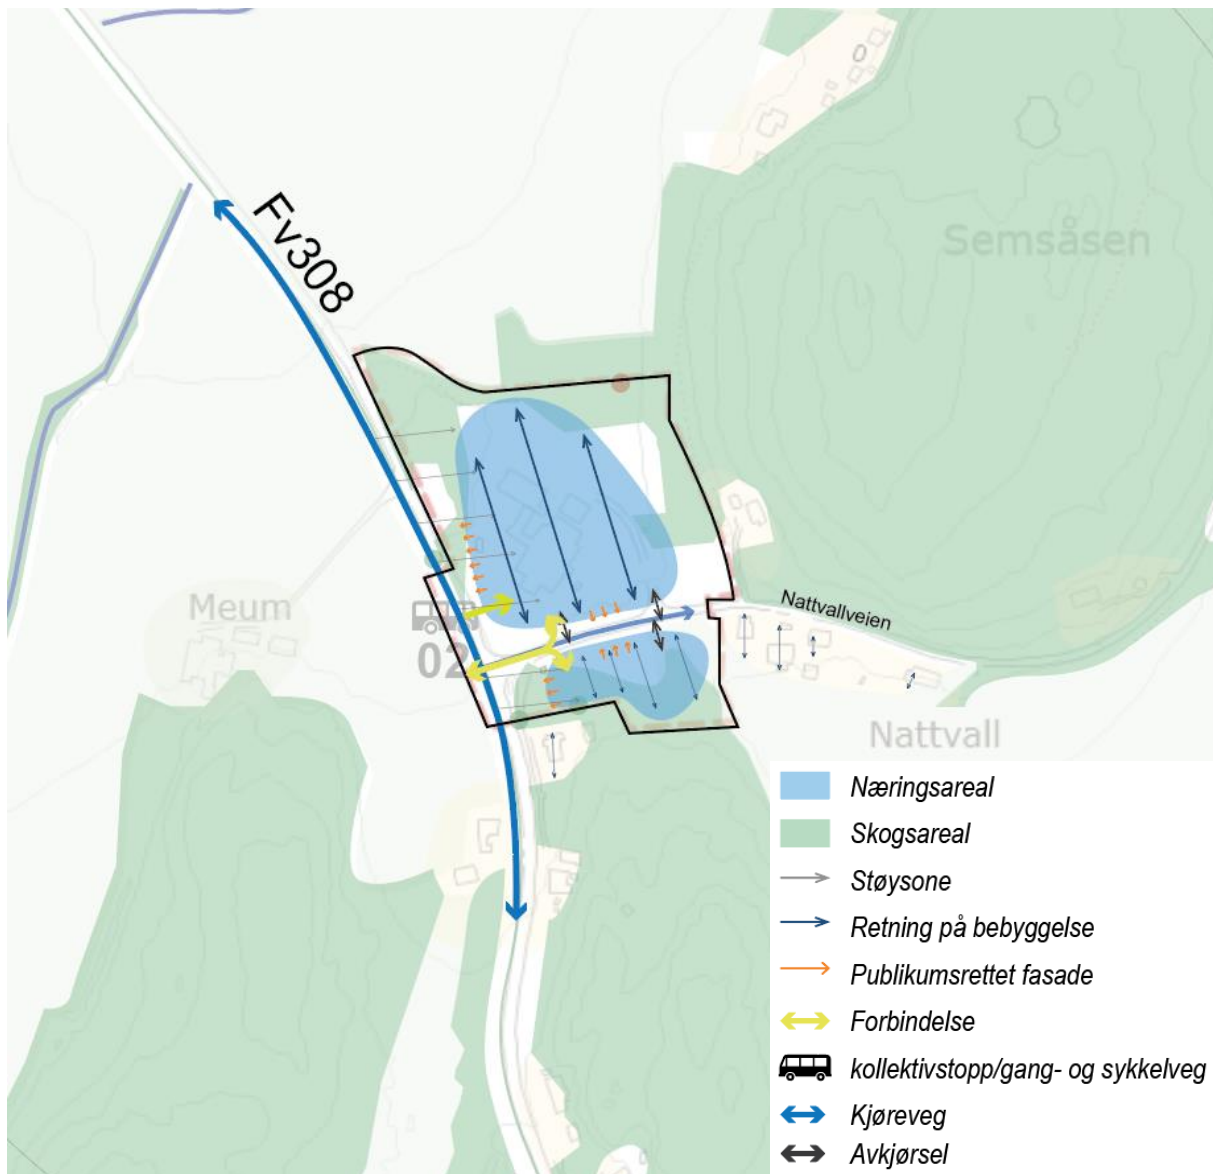 Fv308
Semsåsen
Meum
Nattvallveien
02
Nattvall
Næringsareal
Skogsareal
Støysone
Retning på bebyggelse
Publikumsrettet fasade
Forbindelse
kollektivstopp/gang- og sykkelveg
Kjøreveg
Avkjørsel